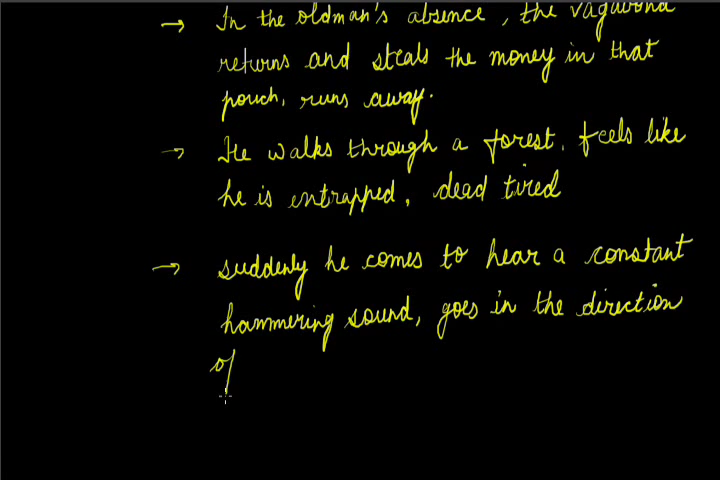 → In the oldman's absence, the vagabond
returns and steals the money in that
pouch, runs away.
→ He walks through a forest, feels like
he is entrapped, dead tired
→ suddenly he comes to hear a constant
hammering sound, goes in the direction
of